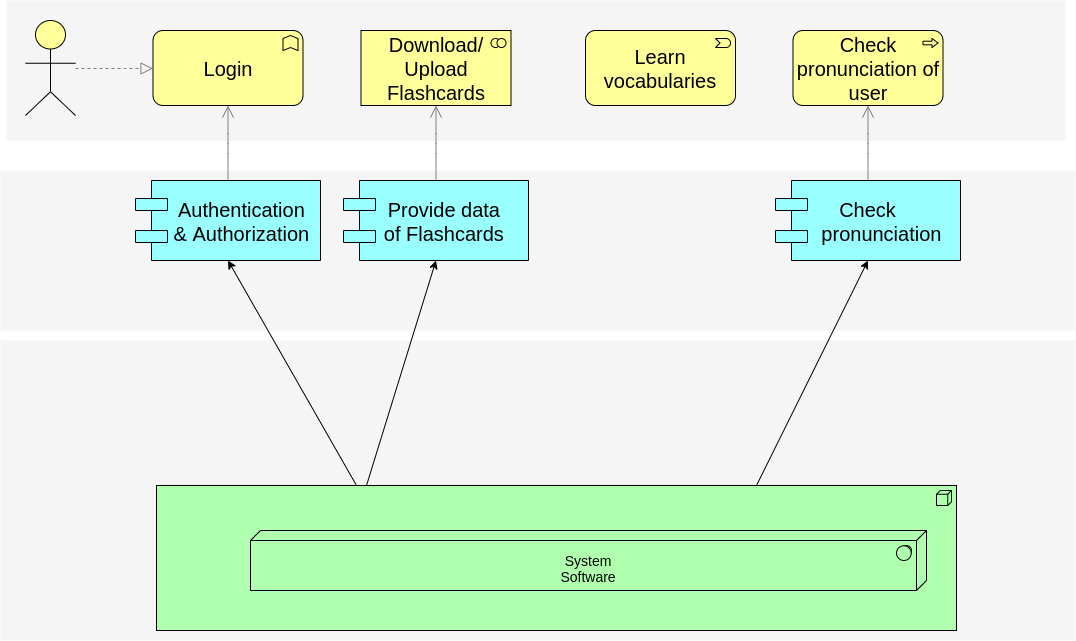 Login
Download/
Upload
Flashcards
Learn
vocabularies
Check
pronunciation of
user
Authentication
& Authorization
Provide data
of Flashcards
Check
pronunciation
System
Software